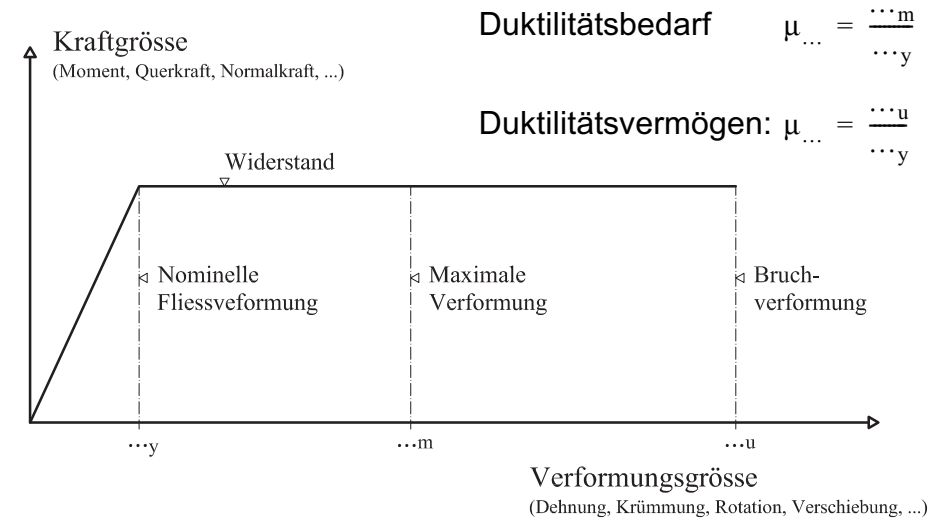 Duktilitätsbedarf μ... = ...m / ...y
Kraftgrösse
(Moment, Querkraft, Normalkraft, ...)
Duktilitätsvermögen: μ... = ...u / ...y
Widerstand
Nominelle
Fliessveformung
Maximale
Verformung
Bruch-
verformung
...y
...m
...u
Verformungsgrösse
(Dehnung, Krümmung, Rotation, Verschiebung, ...)